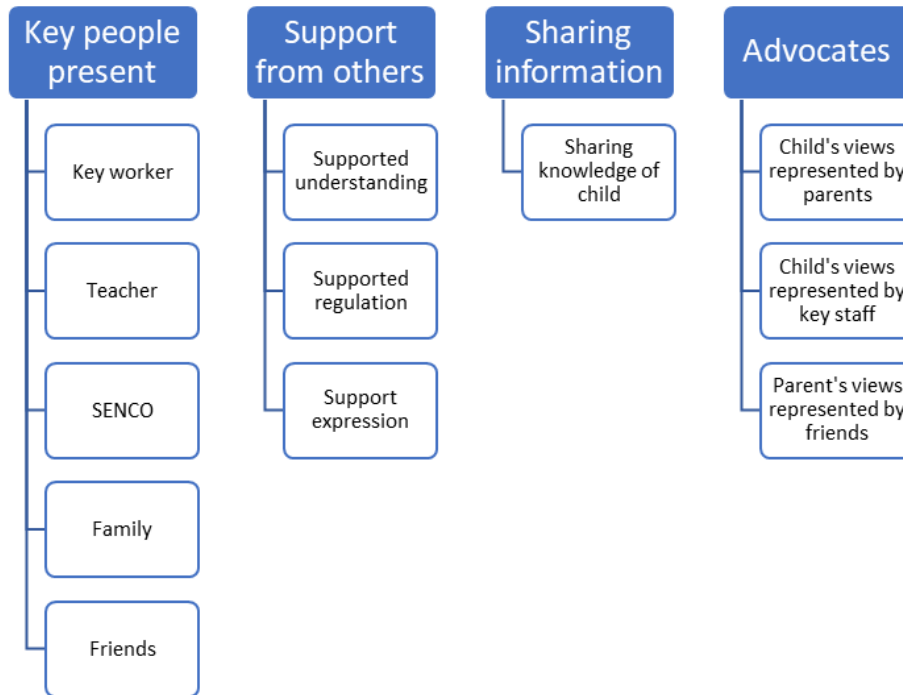 Key people
present
Key worker
Teacher
SENCO
Family
Friends
Support
from others
Supported
understanding
Supported
regulation
Support
expression
Sharing
information
Sharing
knowledge of
child
Advocates
Child's views
represented by
parents
Child's views
represented by
key staff
Parent's views
represented by
friends